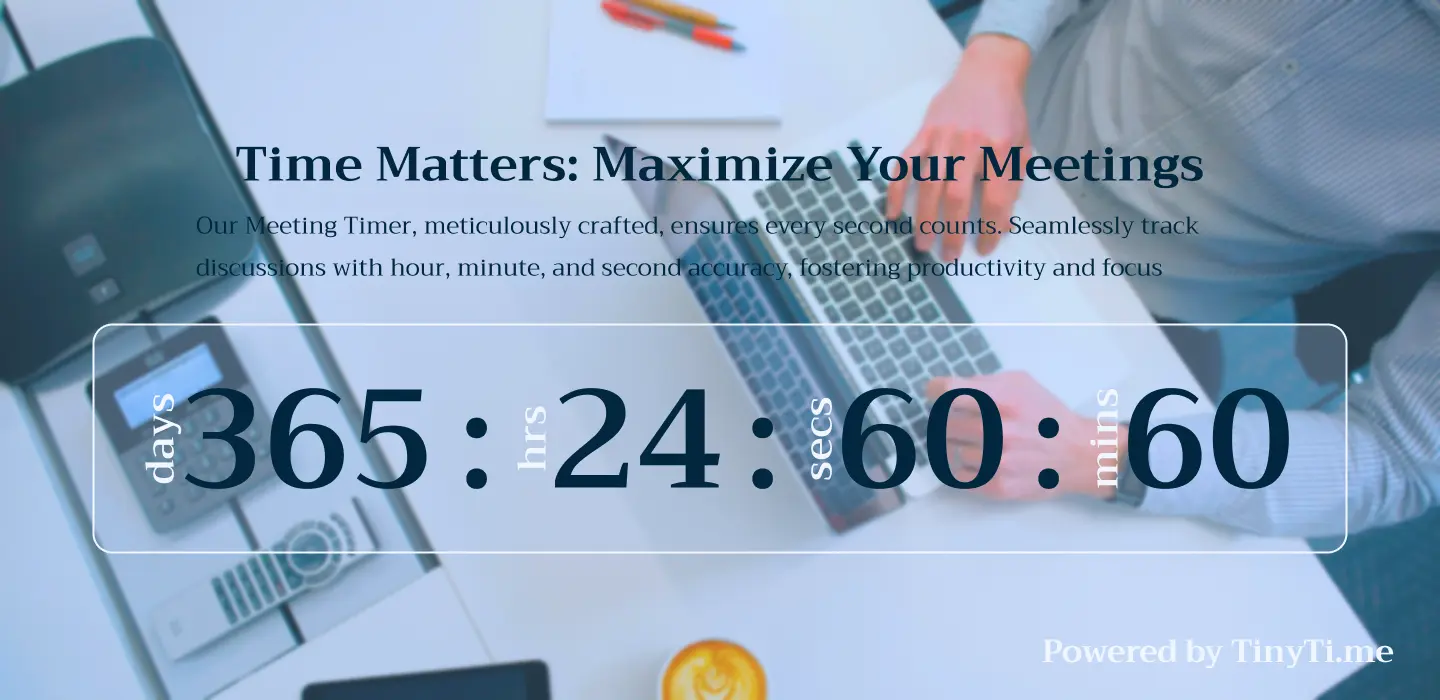 Time Matters: Maximize Your Meetings
Our Meeting Timer, meticulously crafted, ensures every second counts. Seamlessly track
discussions with hour, minute, and second accuracy, fostering productivity and focus
days 365 : hrs 24 : secs 60 : mins 60
Powered by TinyTi.me